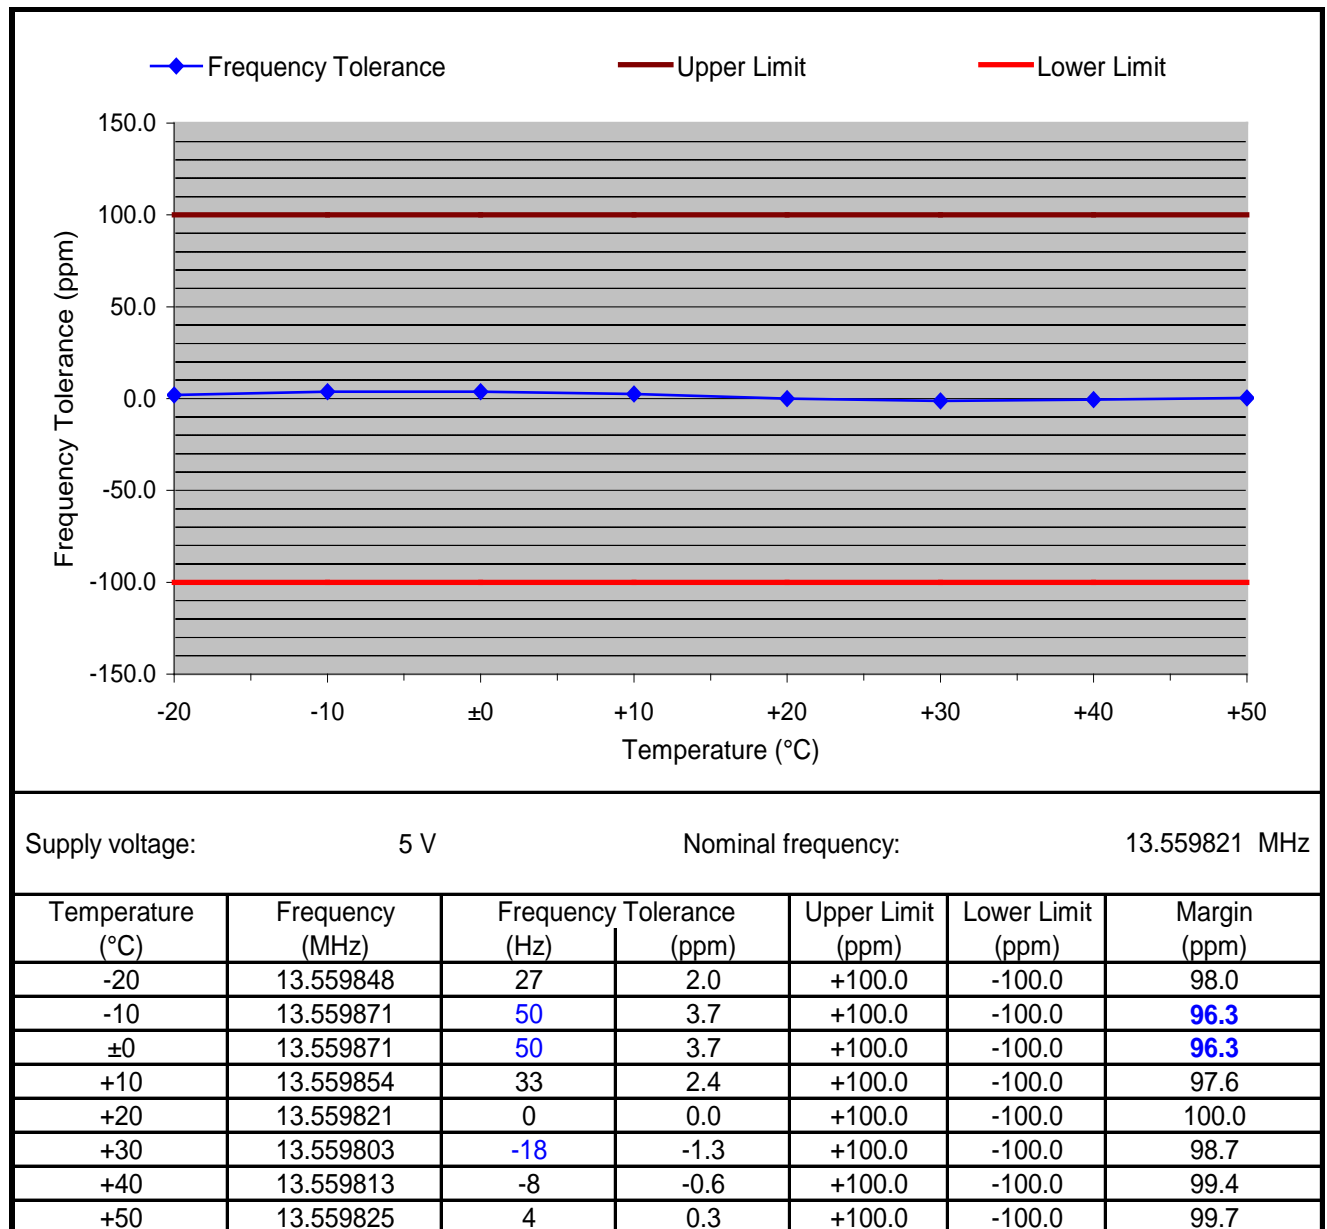 Frequency Tolerance Upper Limit Lower Limit
150.0
100.0
50.0
0.0
-50.0
-100.0
-150.0
Frequency Tolerance (ppm)
-20 -10 ±0 +10 +20 +30 +40 +50
Temperature (°C)
Supply voltage: 5 V Nominal frequency: 13.559821 MHz
Temperature Frequency Frequency Tolerance Upper Limit Lower Limit Margin
(°C) (MHz) (Hz) (ppm) (ppm) (ppm) (ppm)
-20 13.559848 27 2.0 +100.0 -100.0 98.0
-10 13.559871 50 3.7 +100.0 -100.0 96.3
±0 13.559871 50 3.7 +100.0 -100.0 96.3
+10 13.559854 33 2.4 +100.0 -100.0 97.6
+20 13.559821 0 0.0 +100.0 -100.0 100.0
+30 13.559803 -18 -1.3 +100.0 -100.0 98.7
+40 13.559813 -8 -0.6 +100.0 -100.0 99.4
+50 13.559825 4 0.3 +100.0 -100.0 99.7